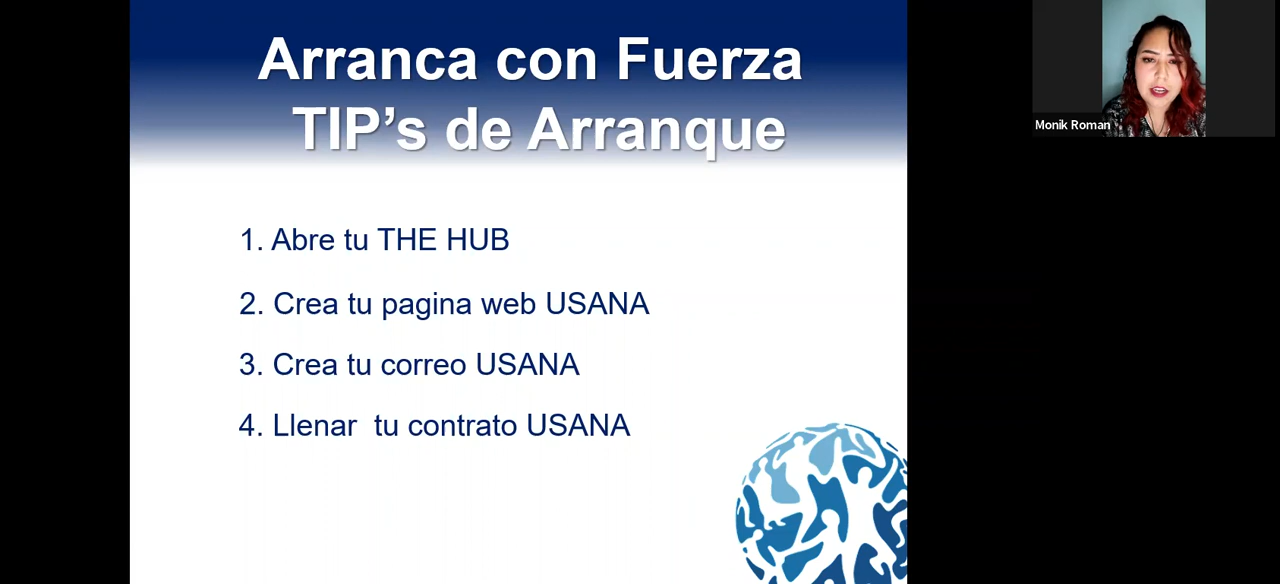 Arranca con Fuerza
TIP’s de Arranque
1. Abre tu THE HUB
2. Crea tu pagina web USANA
3. Crea tu correo USANA
4. Llenar  tu contrato USANA
Monik Roman